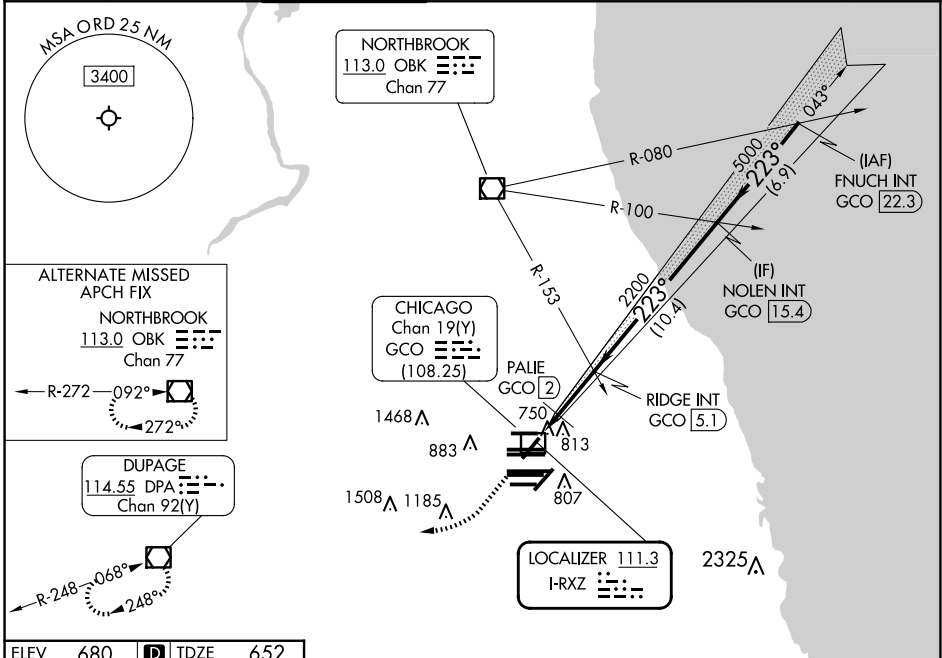 MSA ORD 25 NM
3400
NORTHBROOK
113.0 OBK
Chan 77
R-080
R-100
R-153
043°
5000
223°
(6.9)
(IAF)
FNUCH INT
GCO 22.3
(IF)
NOLEN INT
GCO 15.4
2200
223°
(10.4)
RIDGE INT
GCO 5.1
ALTERNATE MISSED
APCH FIX
NORTHBROOK
113.0 OBK
Chan 77
R-272
092°
272°
CHICAGO
Chan 19(Y)
GCO
(108.25)
PALIE
GCO 2
750
813
1468
883
807
1508
1185
DUPAGE
114.55 DPA
Chan 92(Y)
R-248
068°
248°
LOCALIZER 111.3
I-RXZ
2325
ELEV 680 D TDZE 652